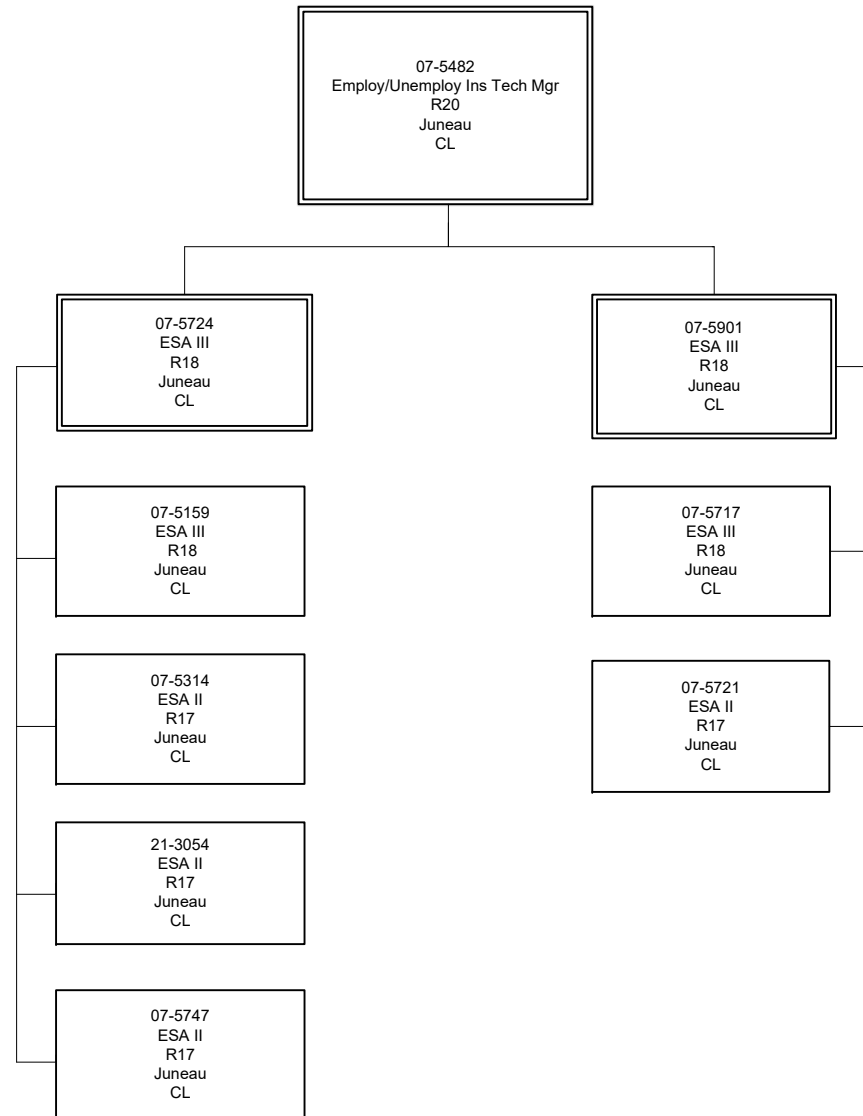 07-5482
Employ/Unemploy Ins Tech Mgr
R20
Juneau
CL
07-5724
ESA III
R18
Juneau
CL
07-5901
ESA III
R18
Juneau
CL
07-5159
ESA III
R18
Juneau
CL
07-5717
ESA III
R18
Juneau
CL
07-5314
ESA II
R17
Juneau
CL
07-5721
ESA II
R17
Juneau
CL
21-3054
ESA II
R17
Juneau
CL
07-5747
ESA II
R17
Juneau
CL